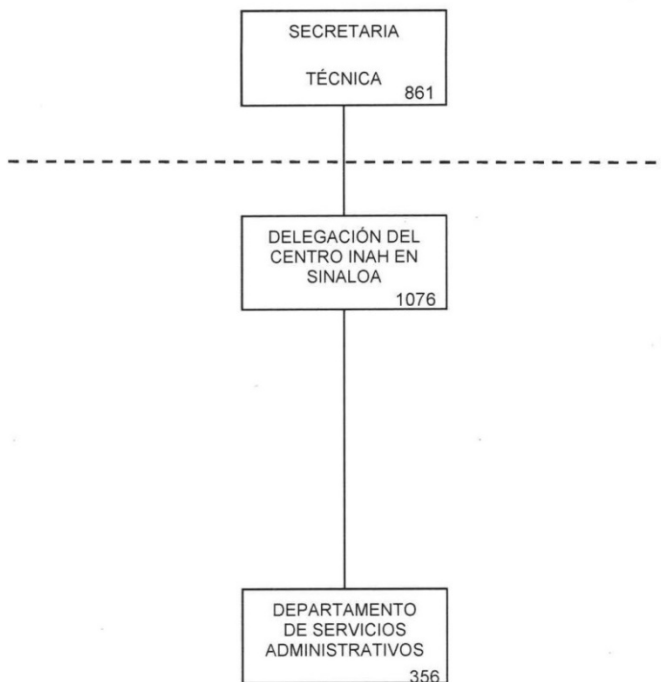 SECRETARIA
TÉCNICA
861
DELEGACIÓN DEL
CENTRO INAH EN
SINALOA
1076
DEPARTAMENTO
DE SERVICIOS
ADMINISTRATIVOS
356